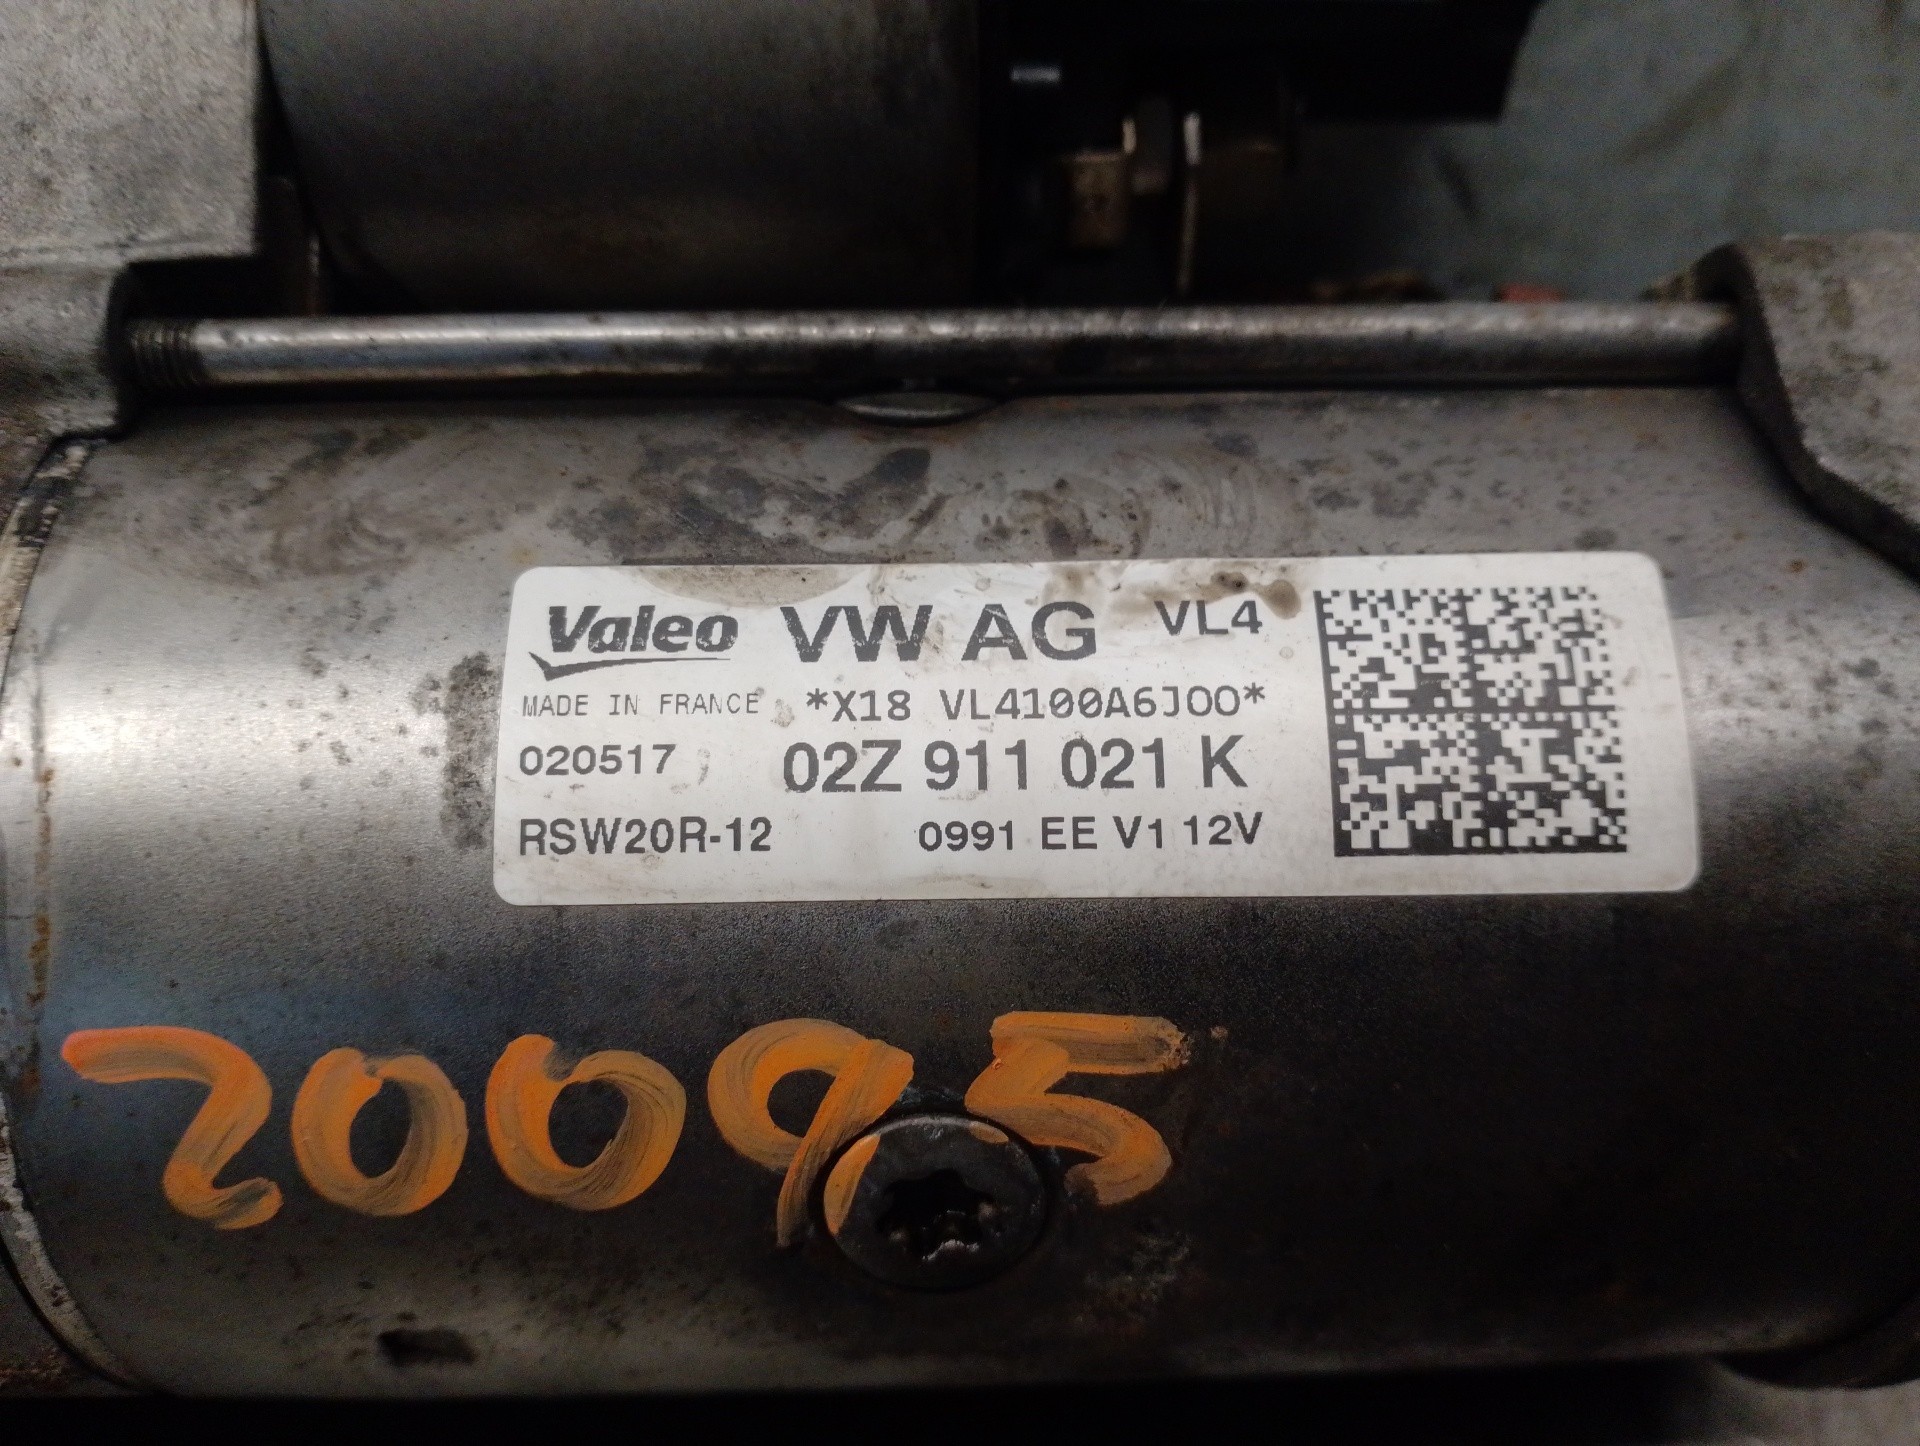 Valeo VW AG VL4
MADE IN FRANCE *X18 VL4100A6JOO*
020517 02Z 911 021 K
RSW20R-12 0991 EE V1 12V
20095